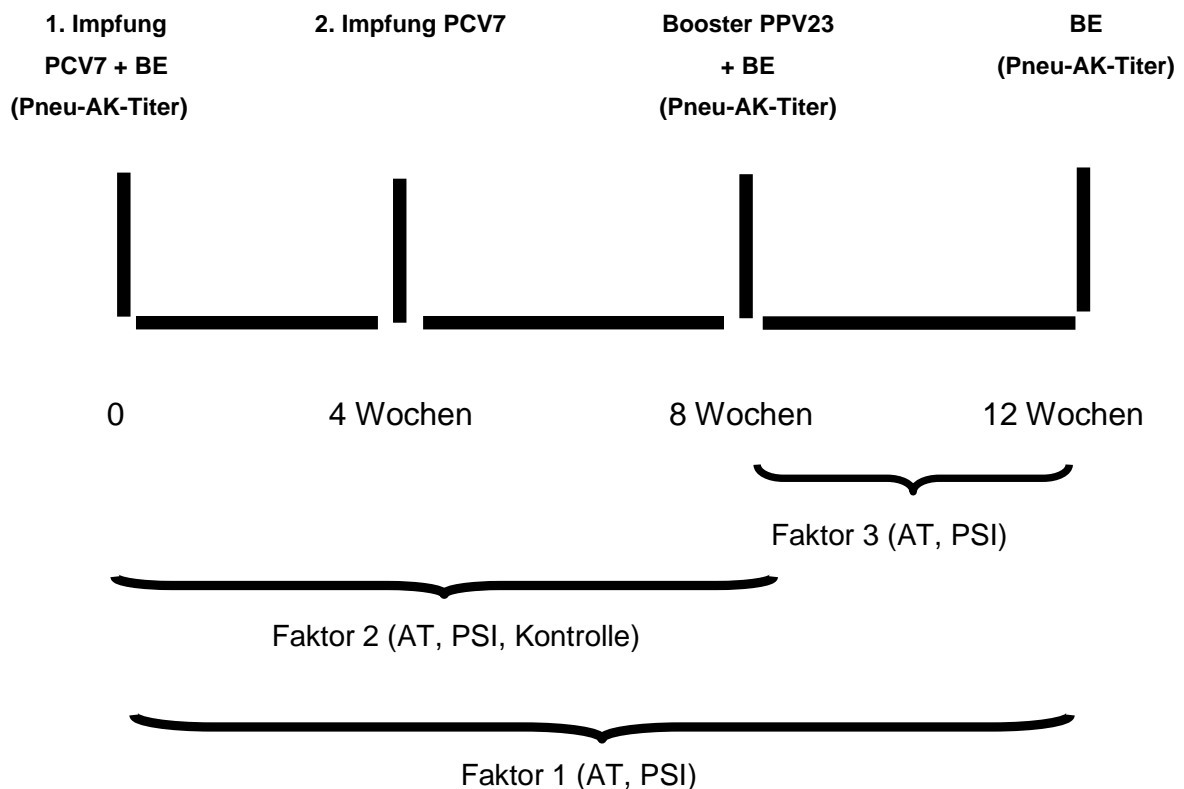 1. Impfung
PCV7 + BE
(Pneu-AK-Titer)
2. Impfung PCV7
Booster PPV23
+ BE
(Pneu-AK-Titer)
BE
(Pneu-AK-Titer)
0
4 Wochen
8 Wochen
12 Wochen
Faktor 3 (AT, PSI)
Faktor 2 (AT, PSI, Kontrolle)
Faktor 1 (AT, PSI)